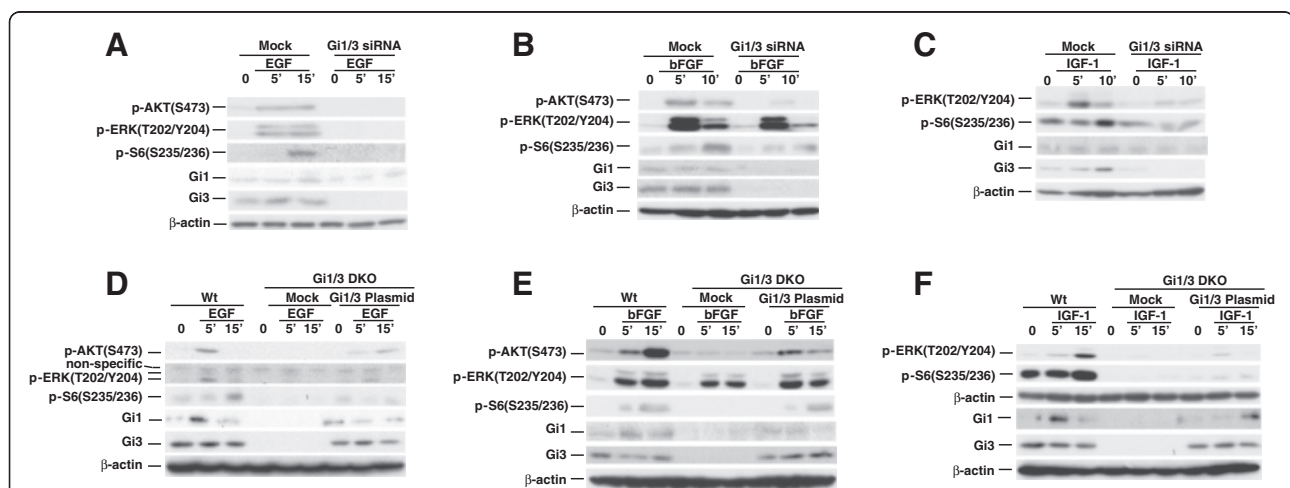 A
Mock Gi1/3 siRNA
EGF EGF
0 5’ 15’ 0 5’ 15’
p-AKT(S473)
p-ERK(T202/Y204)
p-S6(S235/236)
Gi1
Gi3
β-actin
B
Mock Gi1/3 siRNA
bFGF bFGF
0 5’ 10’ 0 5’ 10’
p-AKT(S473)
p-ERK(T202/Y204)
p-S6(S235/236)
Gi1
Gi3
β-actin
C
Mock Gi1/3 siRNA
IGF-1 IGF-1
0 5’ 10’ 0 5’ 10’
p-ERK(T202/Y204)
p-S6(S235/236)
Gi1
Gi3
β-actin
D
Gi1/3 DKO
Wt Mock Gi1/3 Plasmid
EGF EGF EGF
0 5’ 15’ 0 5’ 15’ 0 5’ 15’
p-AKT(S473)
non-specific
p-ERK(T202/Y204)
p-S6(S235/236)
Gi1
Gi3
β-actin
E
Gi1/3 DKO
Wt Mock Gi1/3 Plasmid
bFGF bFGF bFGF
0 5’ 15’ 0 5’ 15’ 0 5’ 15’
p-AKT(S473)
p-ERK(T202/Y204)
p-S6(S235/236)
Gi1
Gi3
β-actin
F
Gi1/3 DKO
Wt Mock Gi1/3 Plasmid
IGF-1 IGF-1 IGF-1
0 5’ 15’ 0 5’ 15’ 0 5’ 15’
p-ERK(T202/Y204)
p-S6(S235/236)
β-actin
Gi1
Gi3
β-actin